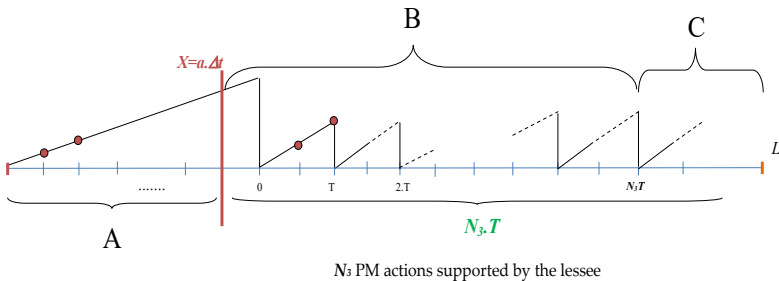 B
C
X=a.Δt
L
.......
0
T
2.T
N₃T
A
N₃.T
N₃ PM actions supported by the lessee